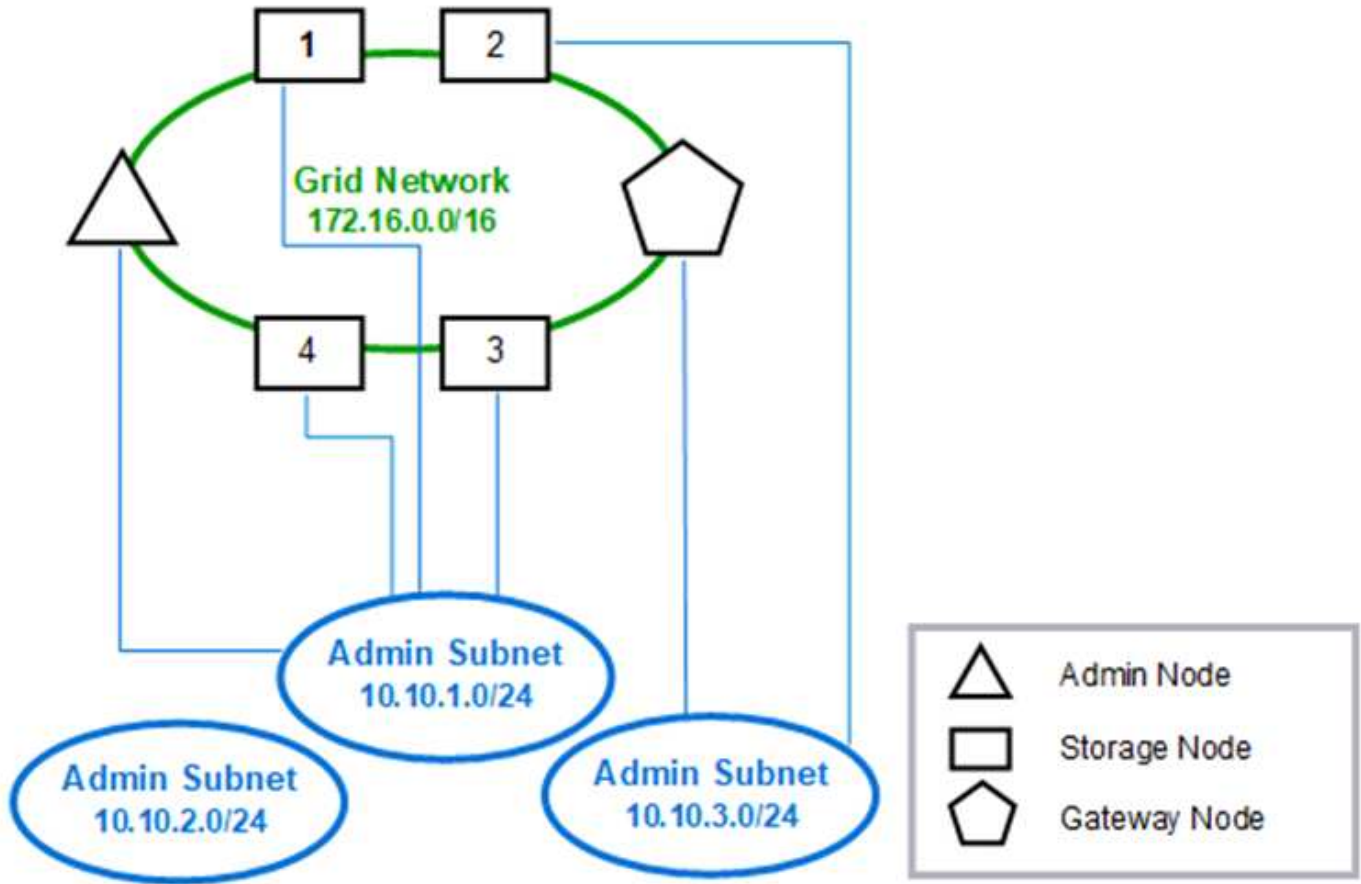 1
2
Grid Network
172.16.0.0/16
4
3
Admin Subnet
10.10.1.0/24
Admin Subnet
10.10.2.0/24
Admin Subnet
10.10.3.0/24
Admin Node
Storage Node
Gateway Node